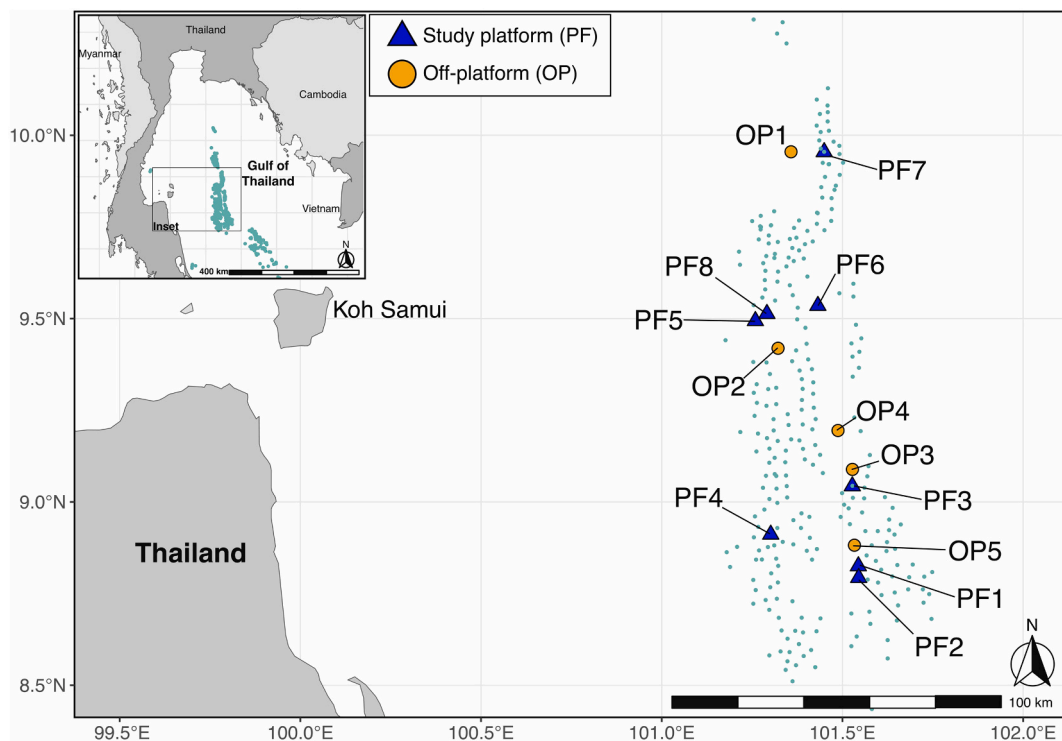 Thailand
Myanmar
Cambodia
Gulf of
Thailand
Vietnam
Inset
N
400 km
Study platform (PF)
Off-platform (OP)
10.0°N
9.5°N
9.0°N
8.5°N
OP1
PF7
PF8
PF6
PF5
Koh Samui
OP2
OP4
OP3
PF4
PF3
Thailand
OP5
PF1
PF2
N
100 km
99.5°E
100.0°E
100.5°E
101.0°E
101.5°E
102.0°E